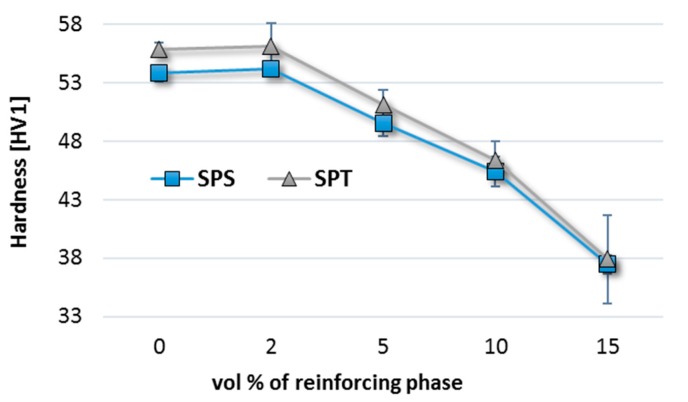 58
53
48
43
38
33
Hardness [HV1]
SPS SPT
0 2 5 10 15
vol % of reinforcing phase